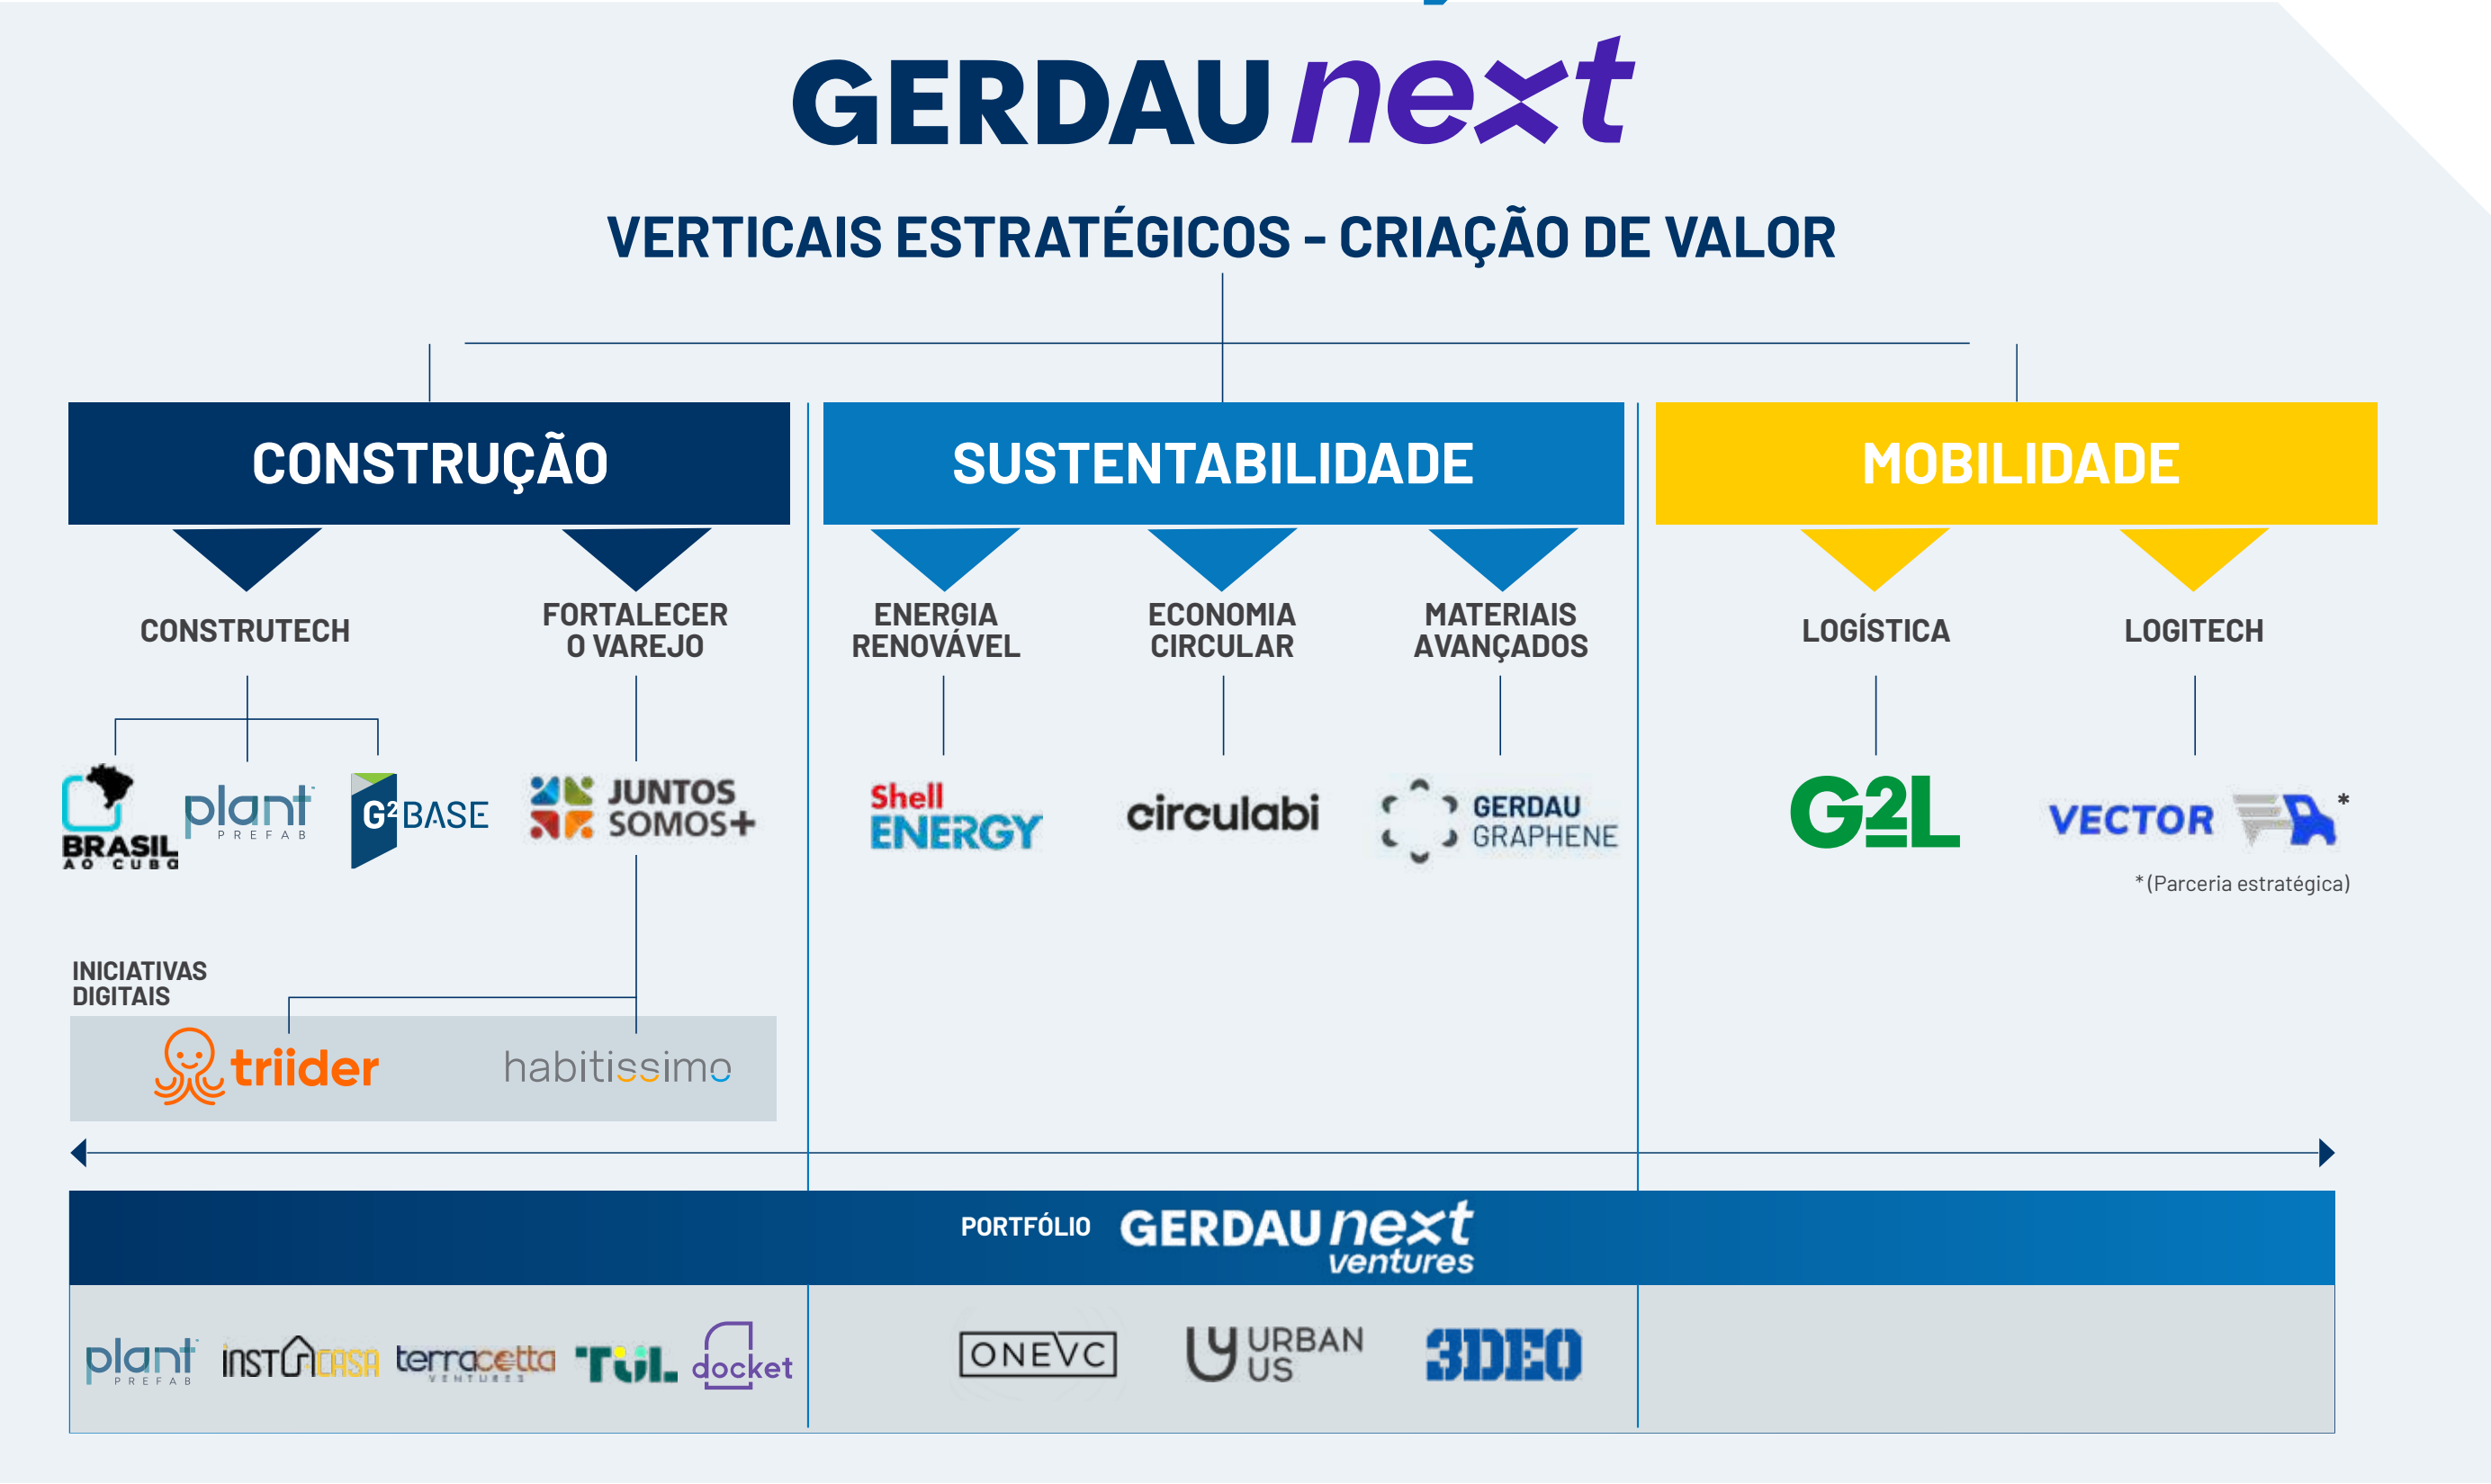 GERDAU next
VERTICAIS ESTRATÉGICOS - CRIAÇÃO DE VALOR
CONSTRUÇÃO
SUSTENTABILIDADE
MOBILIDADE
CONSTRUTECH
FORTALECER
O VAREJO
ENERGIA
RENOVÁVEL
ECONOMIA
CIRCULAR
MATERIAIS
AVANÇADOS
LOGÍSTICA
LOGITECH
BRASIL
AO CUBO
plant
PREFAB
G²BASE
JUNTOS
SOMOS+
Shell
ENERGY
circulabi
GERDAU
GRAPHENE
G2L
VECTOR *
* (Parceria estratégica)
INICIATIVAS
DIGITAIS
triider
habitissimo
PORTFÓLIO GERDAU next
ventures
plant
PREFAB
INSTACASA
terracotta
VENTURES
TÜL
docket
ONEVC
URBAN
US
3DEO